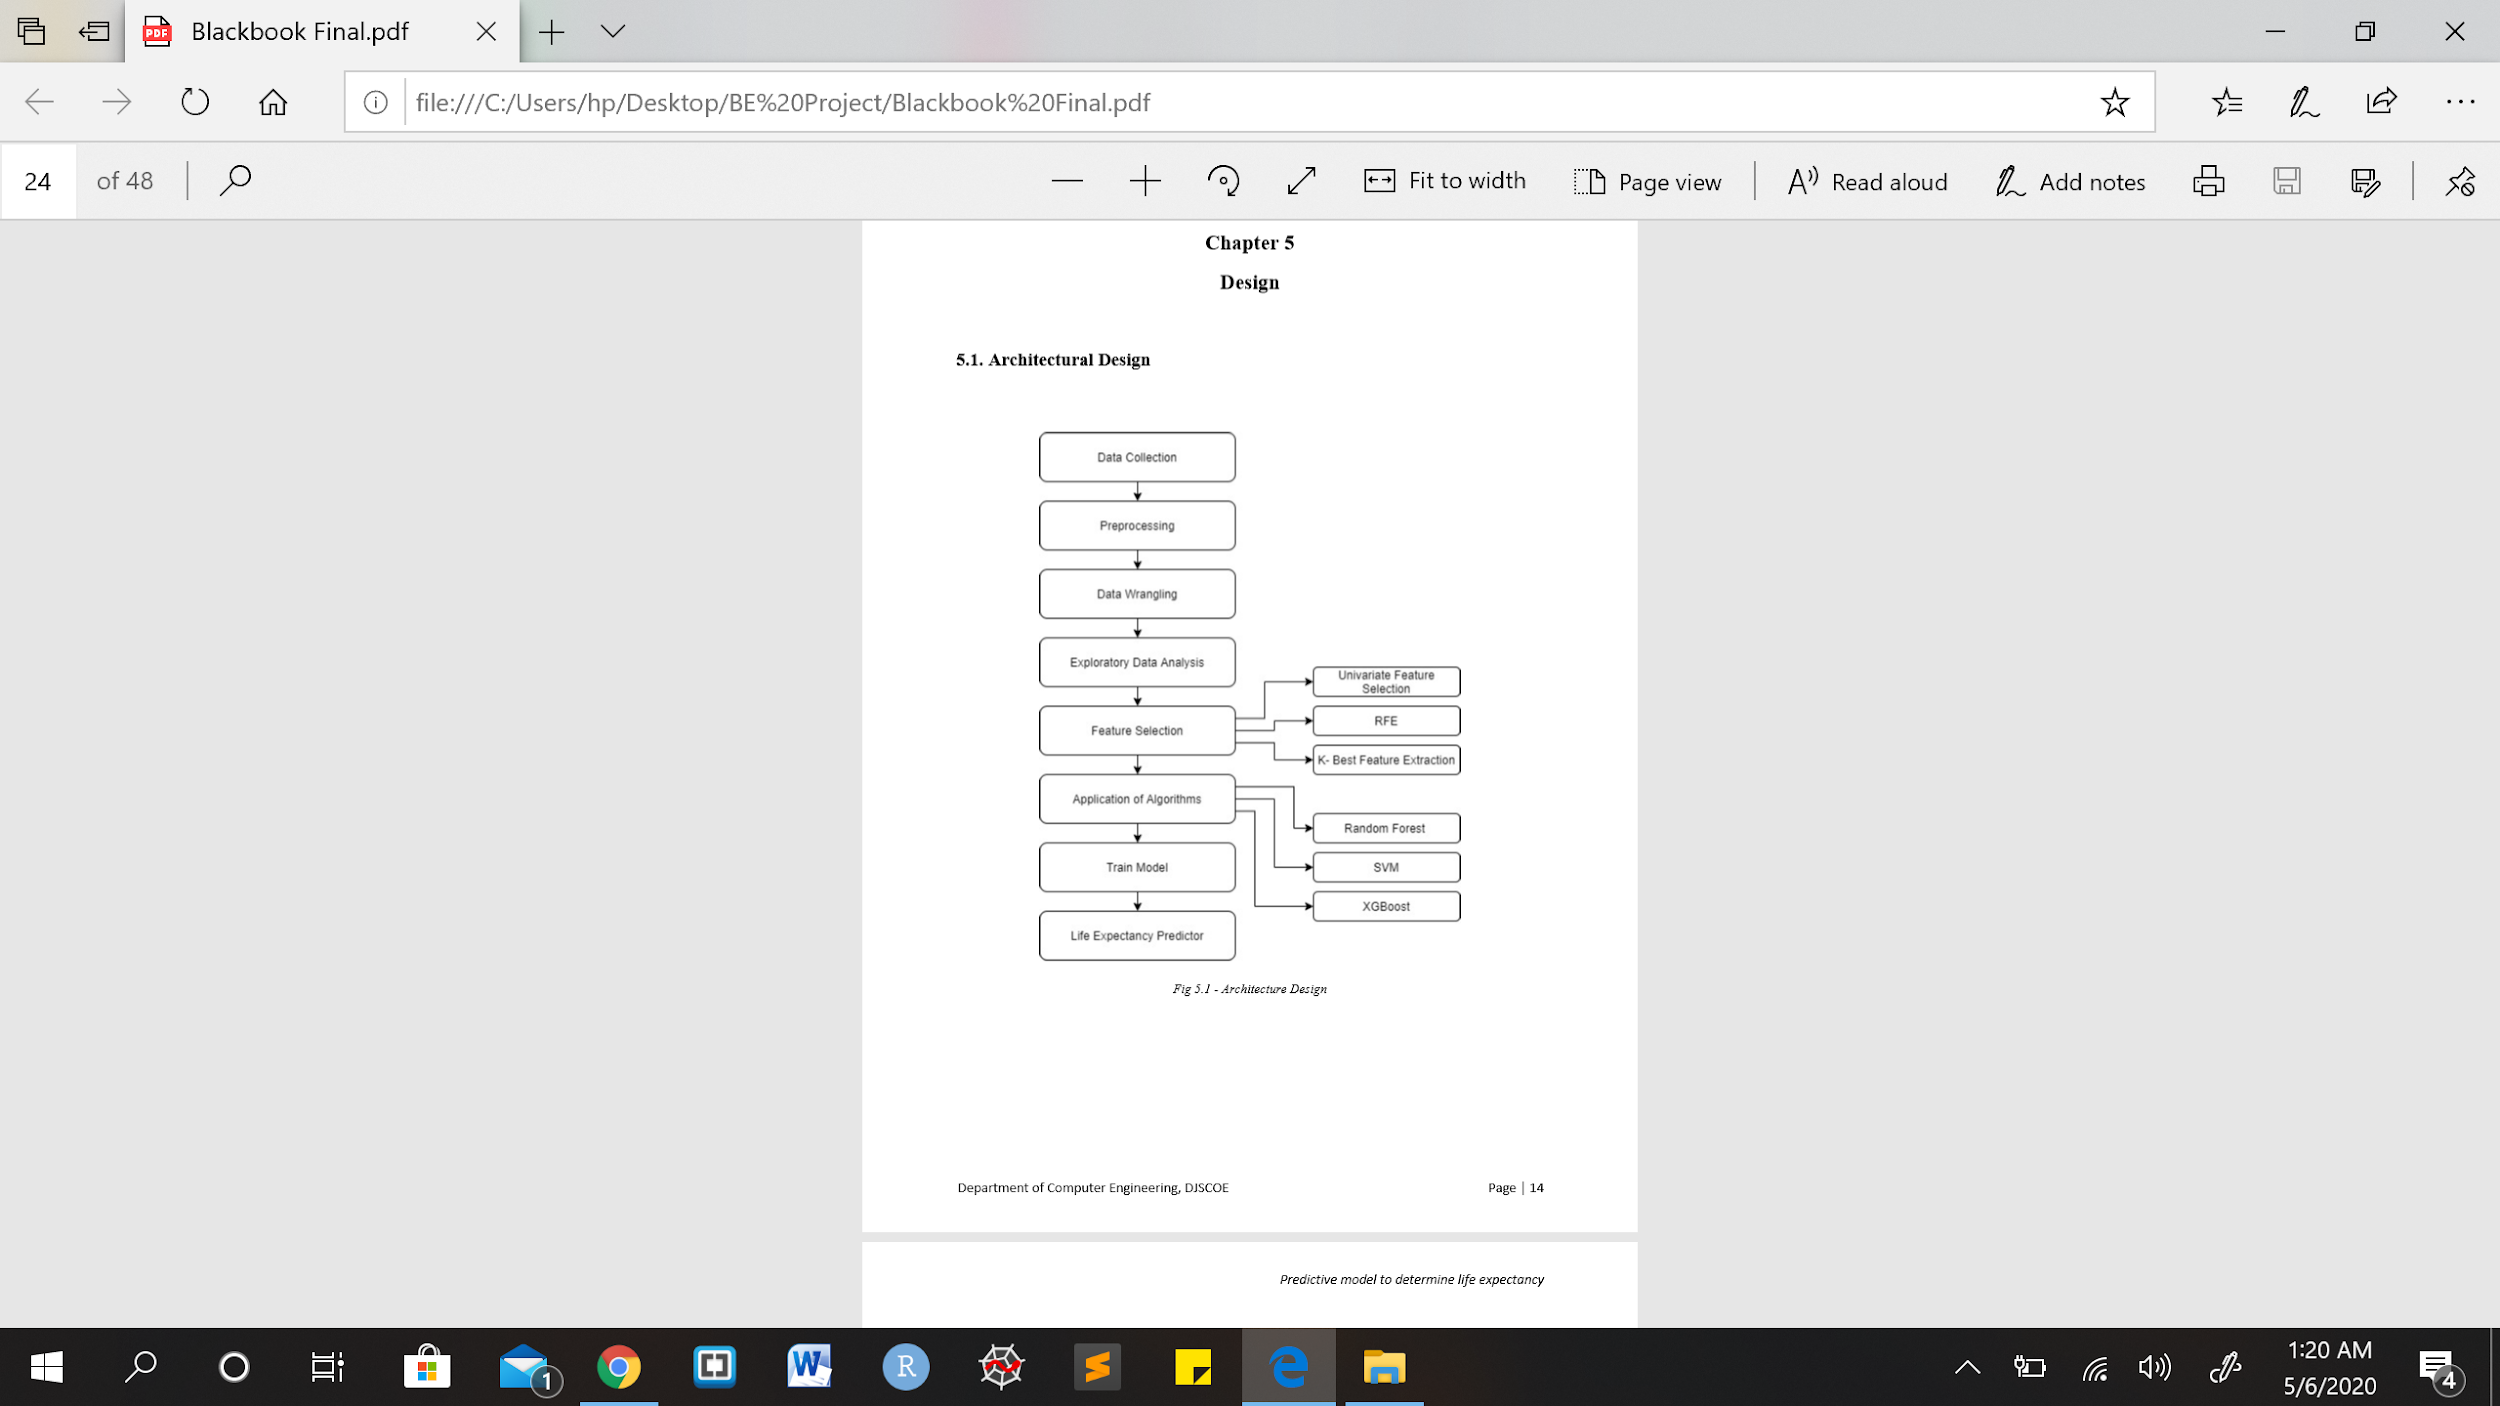 Blackbook Final.pdf
file:///C:/Users/hp/Desktop/BE%20Project/Blackbook%20Final.pdf
24 of 48
Fit to width
Page view
Read aloud
Add notes
Chapter 5
Design
5.1. Architectural Design
Data Collection
Preprocessing
Data Wrangling
Exploratory Data Analysis
Feature Selection
Univariate Feature
Selection
RFE
K- Best Feature Extraction
Application of Algorithms
Random Forest
SVM
XGBoost
Train Model
Life Expectancy Predictor
Fig 5.1 - Architecture Design
Department of Computer Engineering, DJSCOE
Page | 14
Predictive model to determine life expectancy
1
1:20 AM
5/6/2020
4